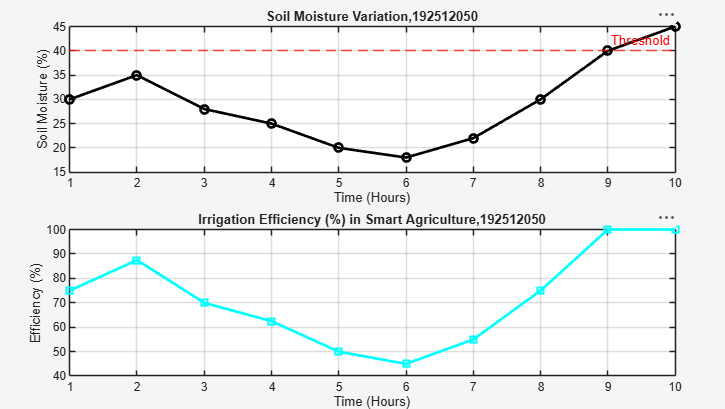 Soil Moisture Variation,192512050
45
40
35
30
25
20
15
Soil Moisture (%)
Threshold
1 2 3 4 5 6 7 8 9 10
Time (Hours)
Irrigation Efficiency (%) in Smart Agriculture,192512050
100
90
80
70
60
50
40
Efficiency (%)
1 2 3 4 5 6 7 8 9 10
Time (Hours)